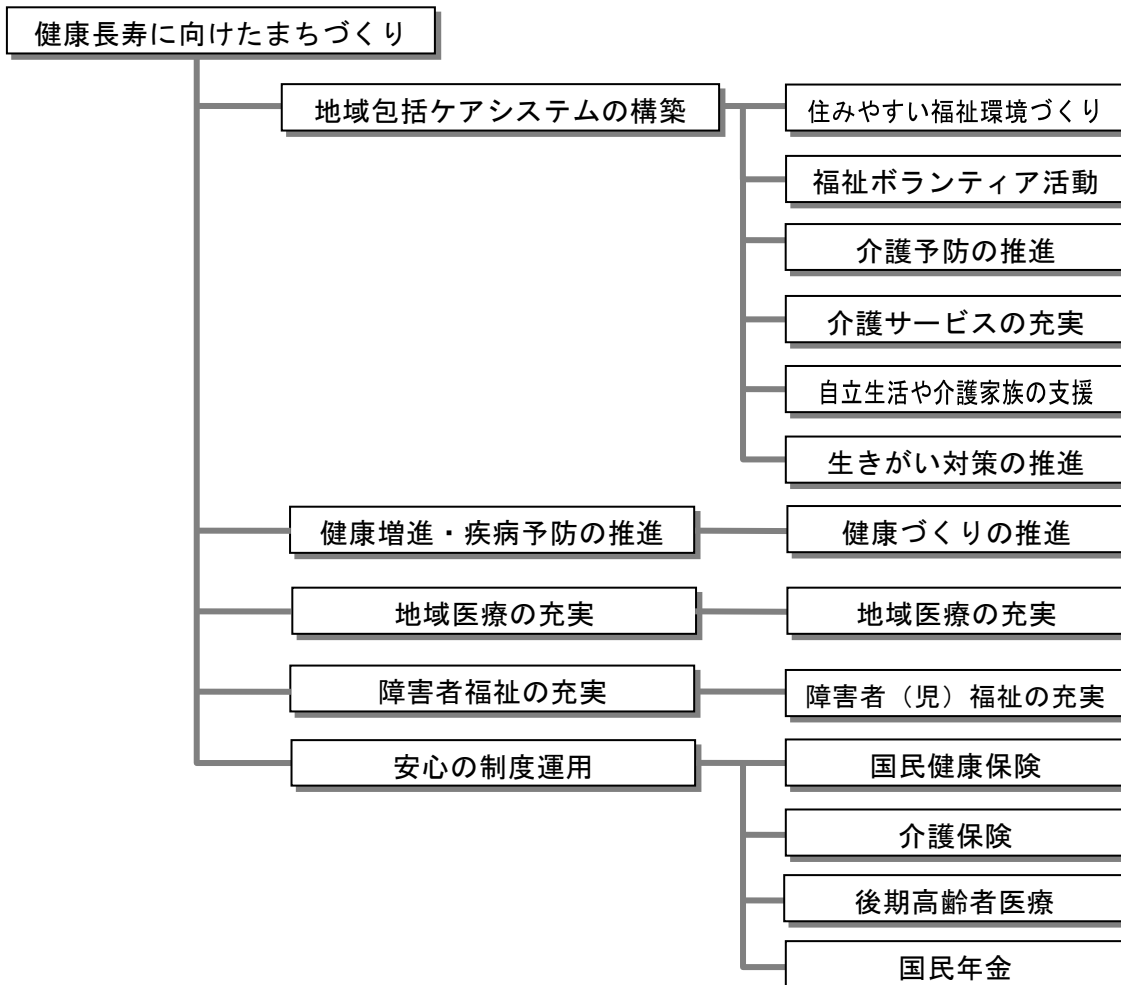 健康長寿に向けたまちづくり
地域包括ケアシステムの構築
住みやすい福祉環境づくり
福祉ボランティア活動
介護予防の推進
介護サービスの充実
自立生活や介護家族の支援
生きがい対策の推進
健康増進・疾病予防の推進
健康づくりの推進
地域医療の充実
地域医療の充実
障害者福祉の充実
障害者（児）福祉の充実
安心の制度運用
国民健康保険
介護保険
後期高齢者医療
国民年金